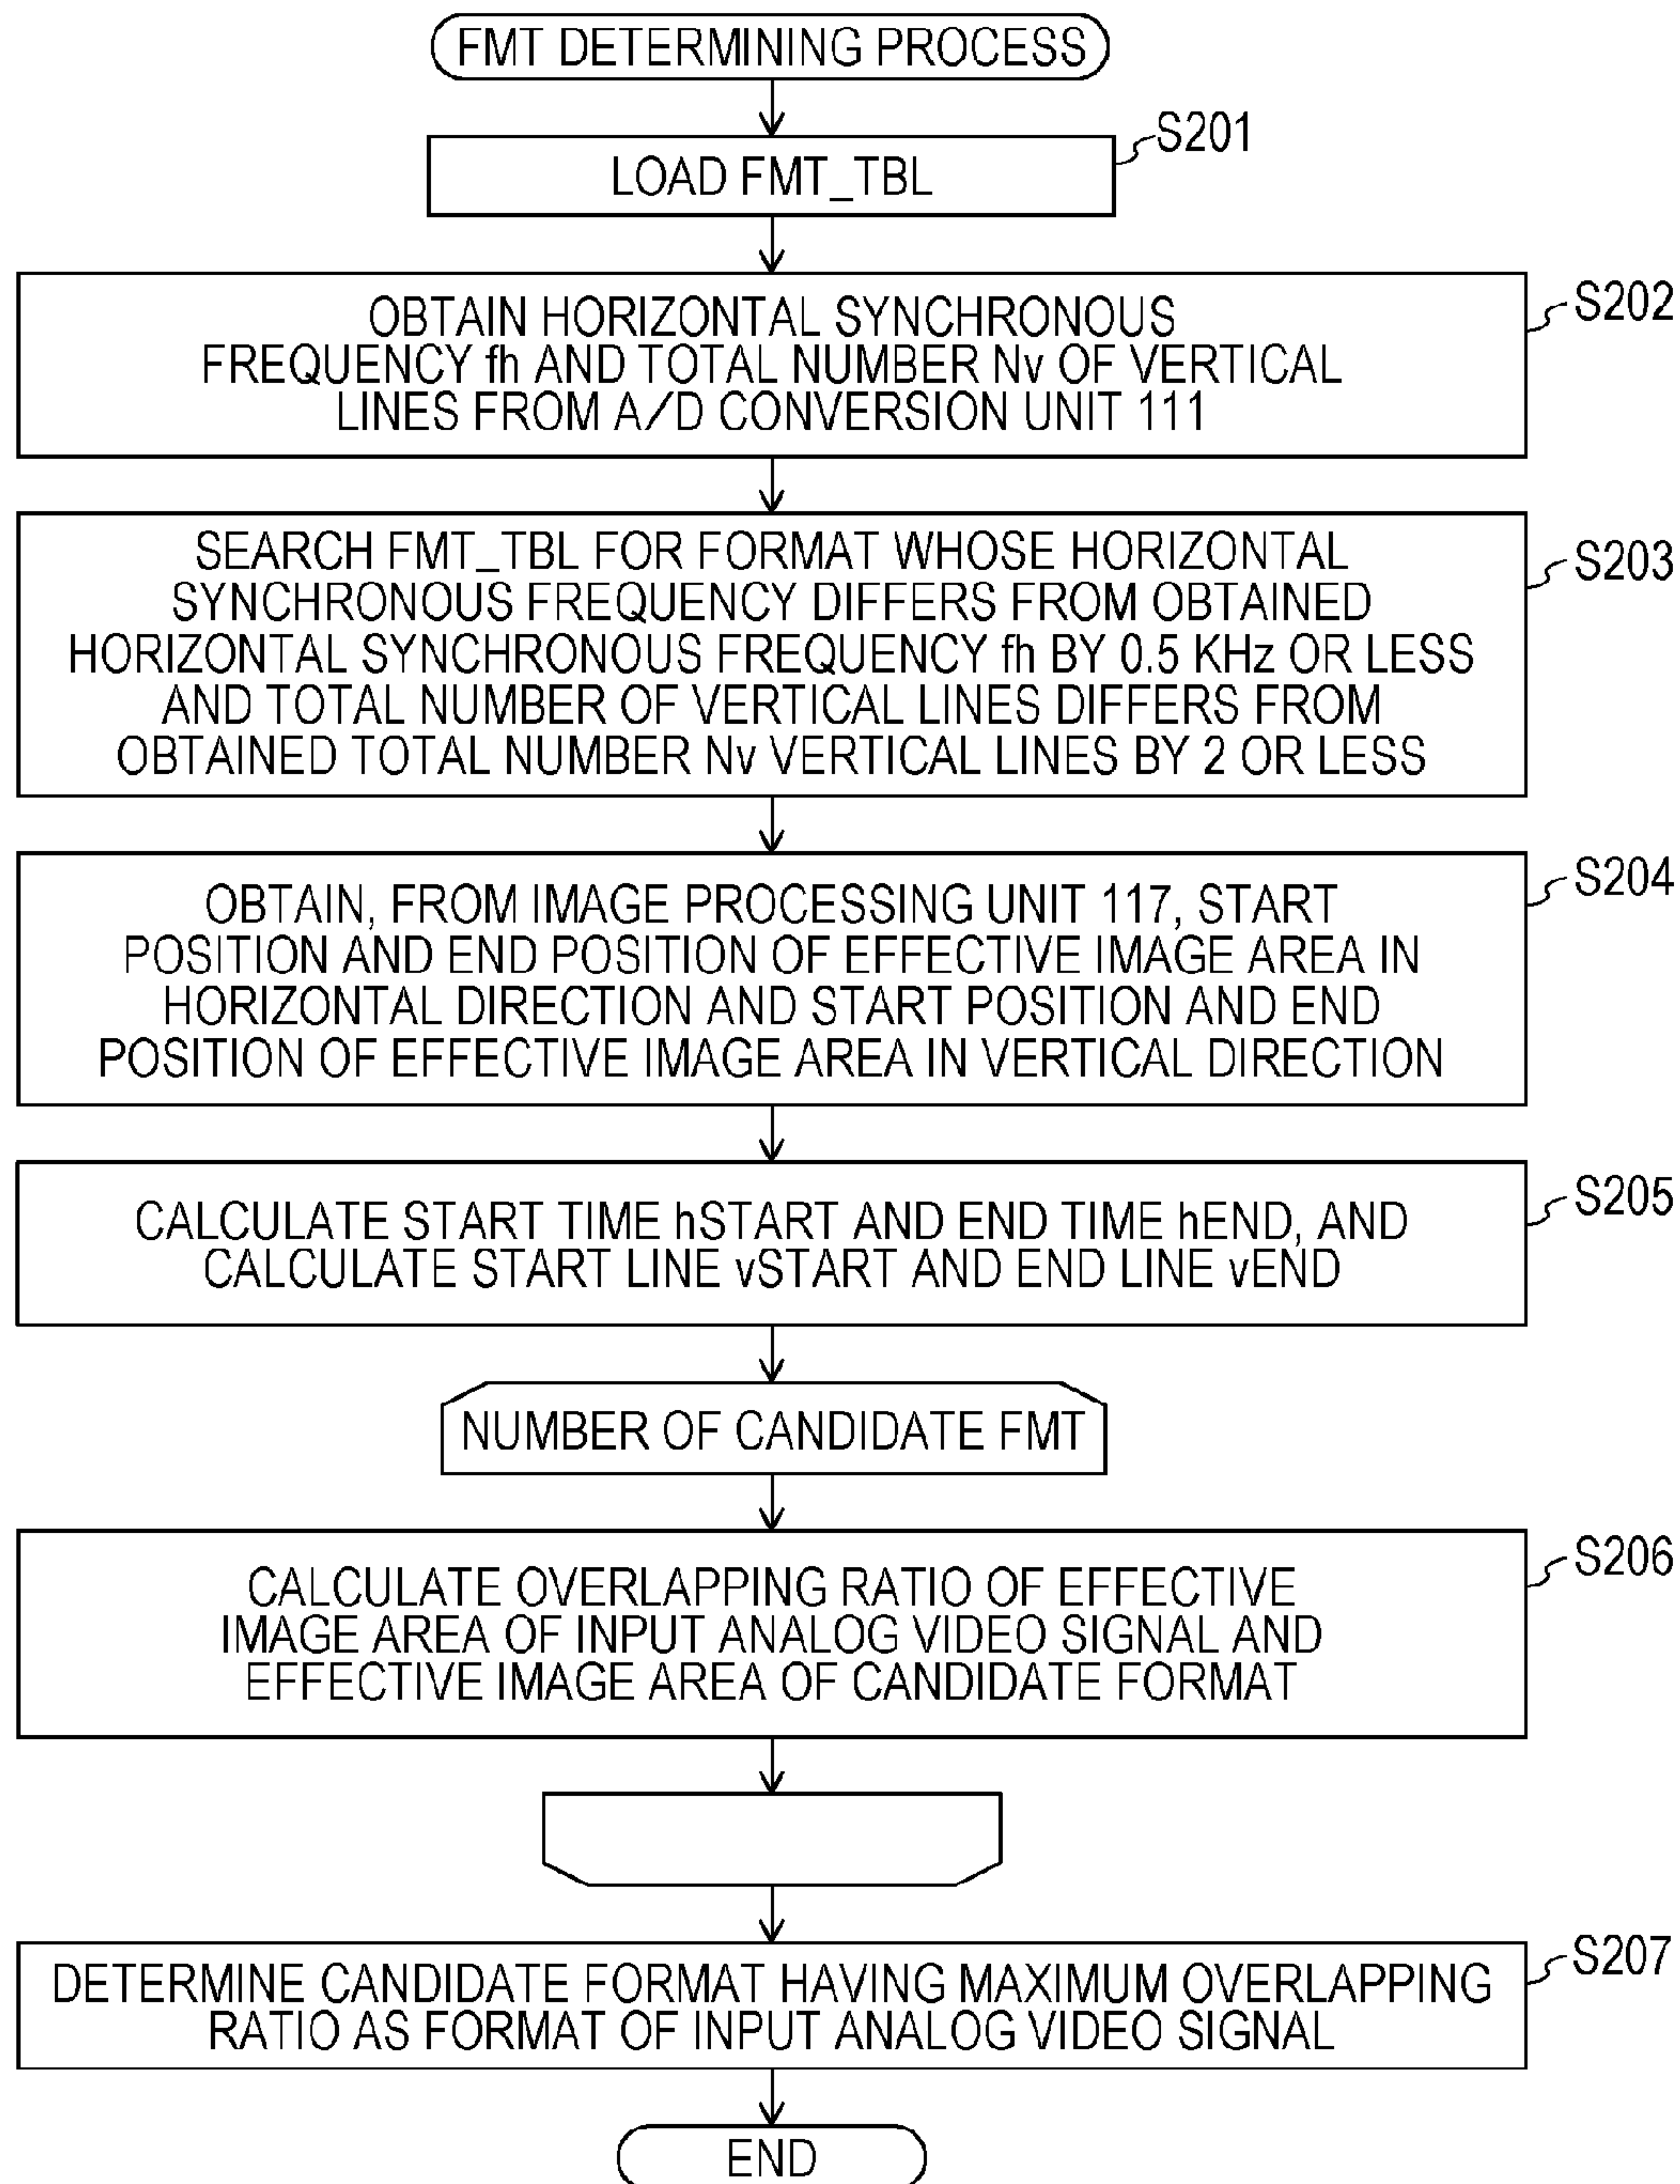 FMT DETERMINING PROCESS
S201
LOAD FMT_TBL
S202
OBTAIN HORIZONTAL SYNCHRONOUS
FREQUENCY fh AND TOTAL NUMBER Nv OF VERTICAL
LINES FROM A/D CONVERSION UNIT 111
S203
SEARCH FMT_TBL FOR FORMAT WHOSE HORIZONTAL
SYNCHRONOUS FREQUENCY DIFFERS FROM OBTAINED
HORIZONTAL SYNCHRONOUS FREQUENCY fh BY 0.5 KHz OR LESS
AND TOTAL NUMBER OF VERTICAL LINES DIFFERS FROM
OBTAINED TOTAL NUMBER Nv VERTICAL LINES BY 2 OR LESS
S204
OBTAIN, FROM IMAGE PROCESSING UNIT 117, START
POSITION AND END POSITION OF EFFECTIVE IMAGE AREA IN
HORIZONTAL DIRECTION AND START POSITION AND END
POSITION OF EFFECTIVE IMAGE AREA IN VERTICAL DIRECTION
S205
CALCULATE START TIME hSTART AND END TIME hEND, AND
CALCULATE START LINE vSTART AND END LINE vEND
NUMBER OF CANDIDATE FMT
S206
CALCULATE OVERLAPPING RATIO OF EFFECTIVE
IMAGE AREA OF INPUT ANALOG VIDEO SIGNAL AND
EFFECTIVE IMAGE AREA OF CANDIDATE FORMAT
S207
DETERMINE CANDIDATE FORMAT HAVING MAXIMUM OVERLAPPING
RATIO AS FORMAT OF INPUT ANALOG VIDEO SIGNAL
END